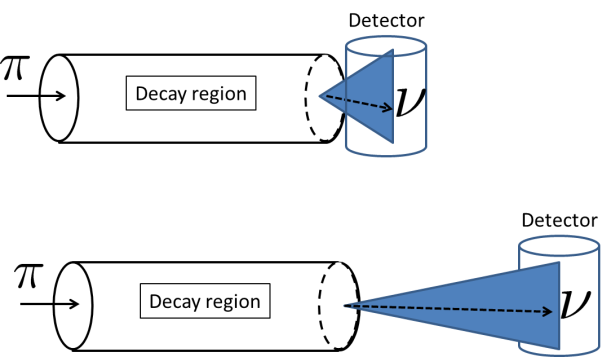 Detector
π
Decay region
ν
Detector
π
Decay region
ν